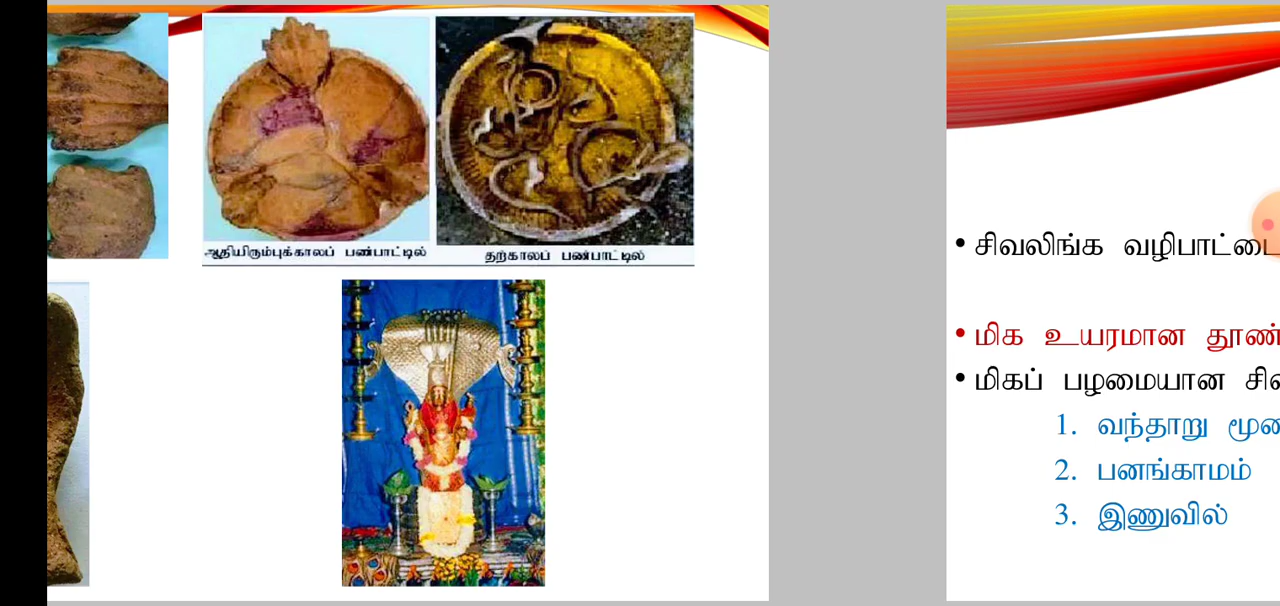 ஆதியிரும்புக்காலப் பண்பாட்டில்
தற்காலப் பண்பாட்டில்
• சிவலிங்க வழிபாட்டை
• மிக உயரமான தூண்
• மிகப் பழமையான சிவ
1. வந்தாறு மூலை
2. பனங்காமம்
3. இணுவில்